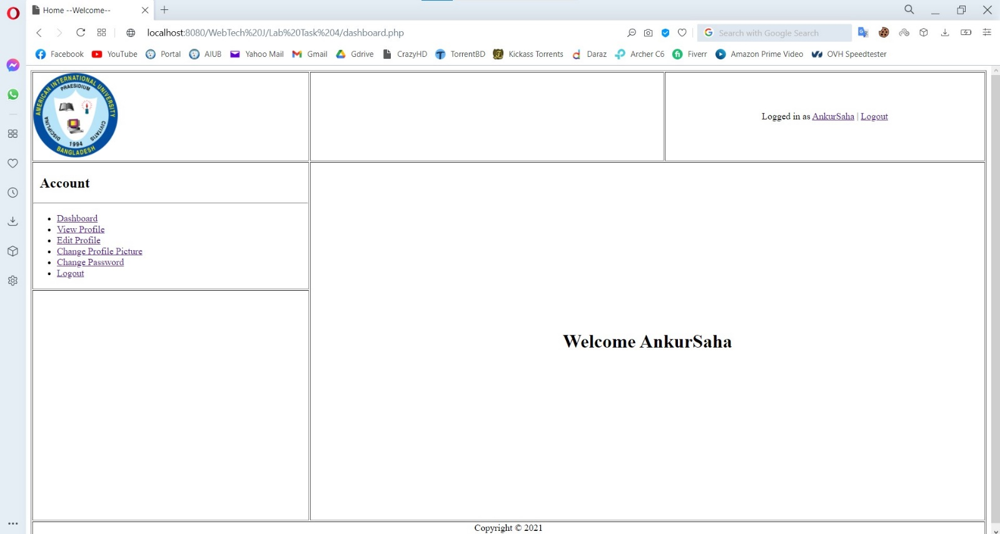 Home --Welcome--
localhost:8080/WebTech%20J/Lab%20Task%204/dashboard.php
Search with Google Search
Facebook YouTube Portal AIUB Yahoo Mail Gmail Gdrive CrazyHD TorrentBD Kickass Torrents Daraz Archer C6 Fiverr Amazon Prime Video OVH Speedtester
AMERICAN INTERNATIONAL UNIVERSITY
PRAESIDIUM
DISCIPLINA
CIVITATIS
1994
BANGLADESH
Logged in as AnkurSaha | Logout
Account
Dashboard
View Profile
Edit Profile
Change Profile Picture
Change Password
Logout
Welcome AnkurSaha
Copyright © 2021